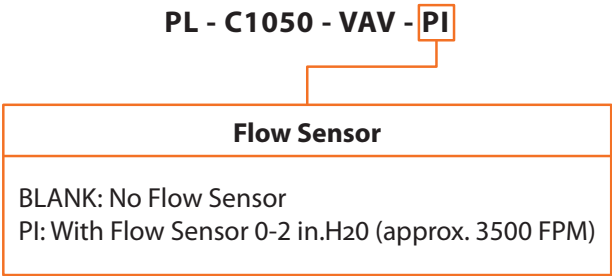 PL - C1050 - VAV - PI
Flow Sensor
BLANK: No Flow Sensor
PI: With Flow Sensor 0-2 in.H20 (approx. 3500 FPM)